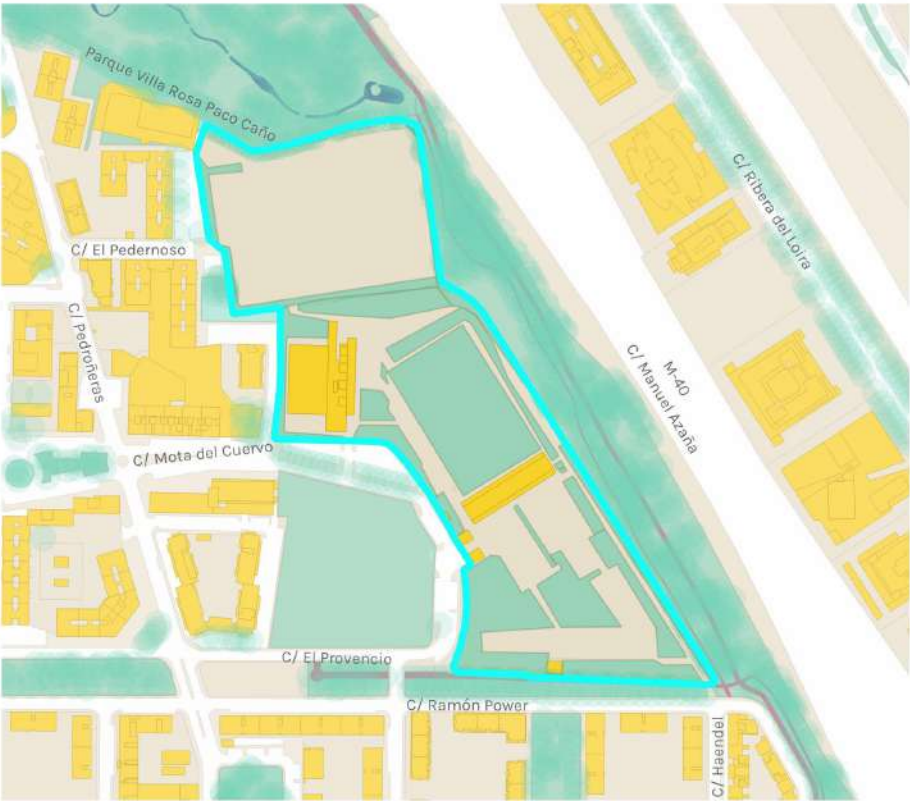 Parque Villa Rosa Paco Caño
C/ Ribera del Loira
C/ El Pedernoso
C/ Pedroñeras
M-40
C/ Manuel Azaña
C/ Mota del Cuervo
C/ El Provencio
C/ Ramón Power
C/ Haendel